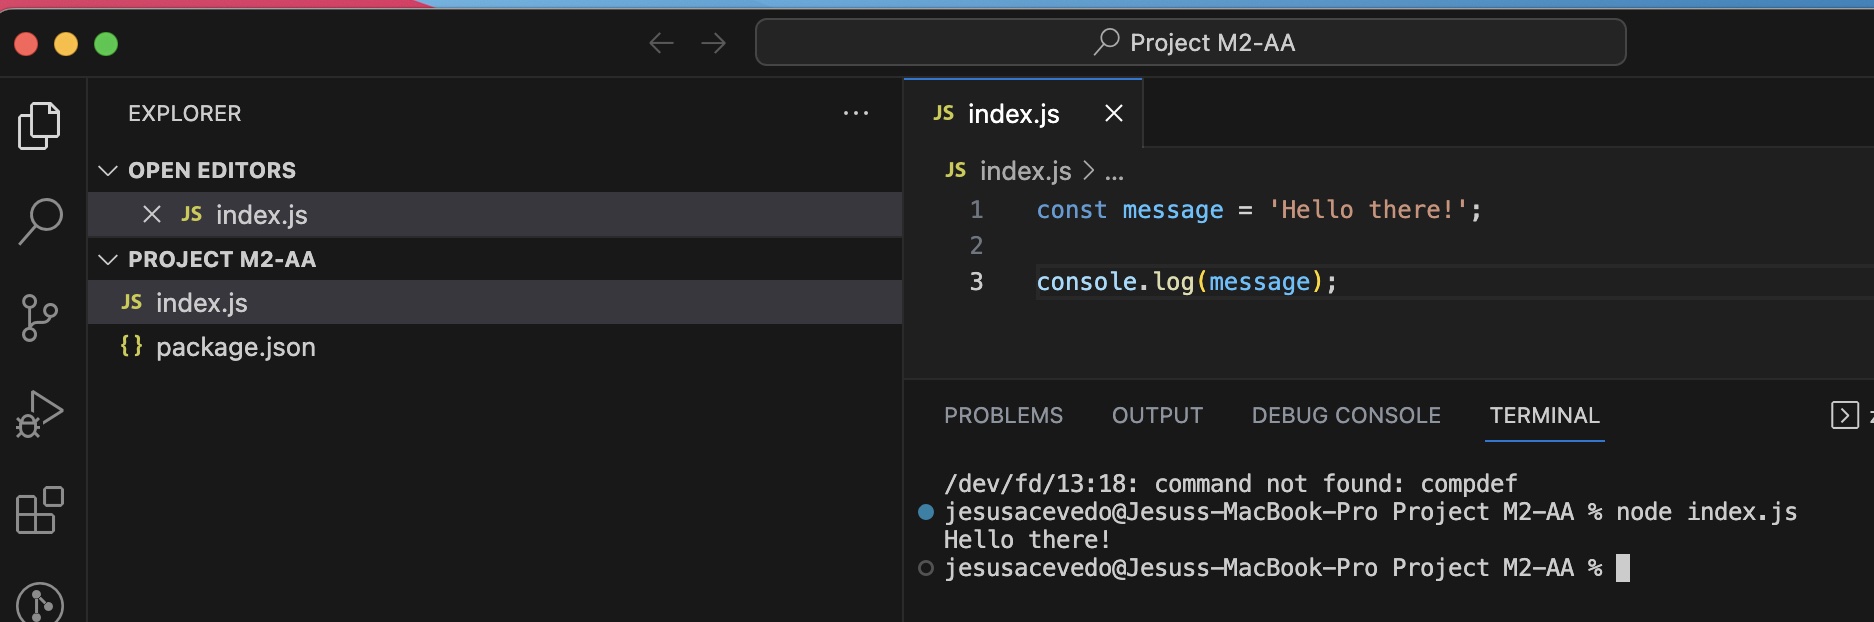 Project M2-AA
EXPLORER
OPEN EDITORS
JS index.js
PROJECT M2-AA
JS index.js
{} package.json
JS index.js
JS index.js > ...
1 const message = 'Hello there!';
2
3 console.log(message);
PROBLEMS OUTPUT DEBUG CONSOLE TERMINAL
/dev/fd/13:18: command not found: compdef
jesusacevedo@Jesuss-MacBook-Pro Project M2-AA % node index.js
Hello there!
jesusacevedo@Jesuss-MacBook-Pro Project M2-AA %